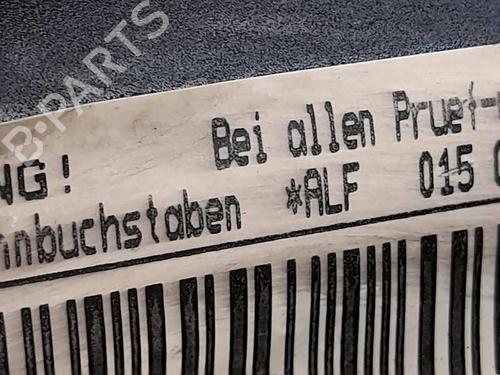 B-PARTS
NG! Bei allen Pruef-
nnbuchstaben *ALF 015